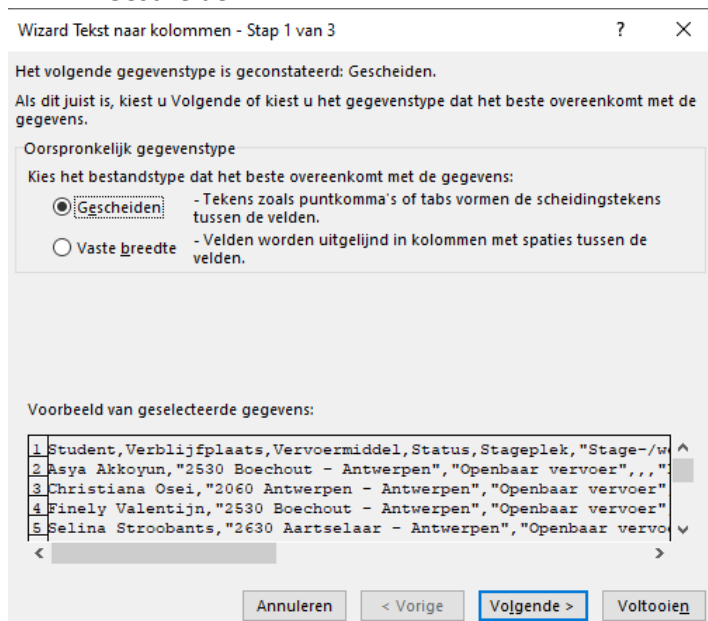 Wizard Tekst naar kolommen - Stap 1 van 3 ? ×
Het volgende gegevenstype is geconstateerd: Gescheiden.
Als dit juist is, kiest u Volgende of kiest u het gegevenstype dat het beste overeenkomt met de
gegevens.
Oorspronkelijk gegevenstype
Kies het bestandstype dat het beste overeenkomt met de gegevens:
Gescheiden - Tekens zoals puntkomma's of tabs vormen de scheidingstekens
tussen de velden.
Vaste breedte - Velden worden uitgelijnd in kolommen met spaties tussen de
velden.
Voorbeeld van geselecteerde gegevens:
1 Student,Verblijfplaats,Vervoermiddel,Status,Stageplek,"Stage-/w
2 Asya Akkoyun,"2530 Boechout - Antwerpen","Openbaar vervoer",,,"
3 Christiana Osei,"2060 Antwerpen - Antwerpen","Openbaar vervoer"
4 Finely Valentijn,"2530 Boechout - Antwerpen","Openbaar vervoer",
5 Selina Stroobants,"2630 Aartselaar - Antwerpen","Openbaar vervo
Annuleren < Vorige Volgende > Voltooien